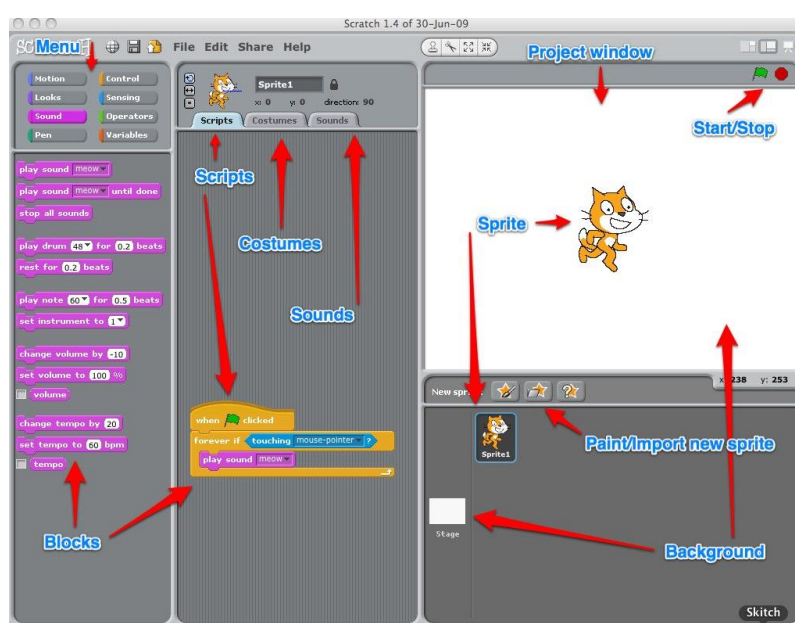 Scratch 1.4 of 30-Jun-09
Menu
File Edit Share Help
Motion Control
Looks Sensing
Sound Operators
Pen Variables
play sound meow
play sound meow until done
stop all sounds
play drum 48 for 0.2 beats
rest for 0.2 beats
play note 60 for 0.5 beats
set instrument to 1
change volume by -10
set volume to 100 %
volume
change tempo by 20
set tempo to 60 bpm
tempo
Blocks
Sprite1
x: 0 y: 0 direction: 90
Scripts Costumes Sounds
Scripts
Costumes
Sounds
when clicked
forever if touching mouse-pointer ?
play sound meow
Project window
Start/Stop
Sprite
x: 238 y: 253
New sprite:
Paint/Import new sprite
Sprite1
Stage
Background
Skitch